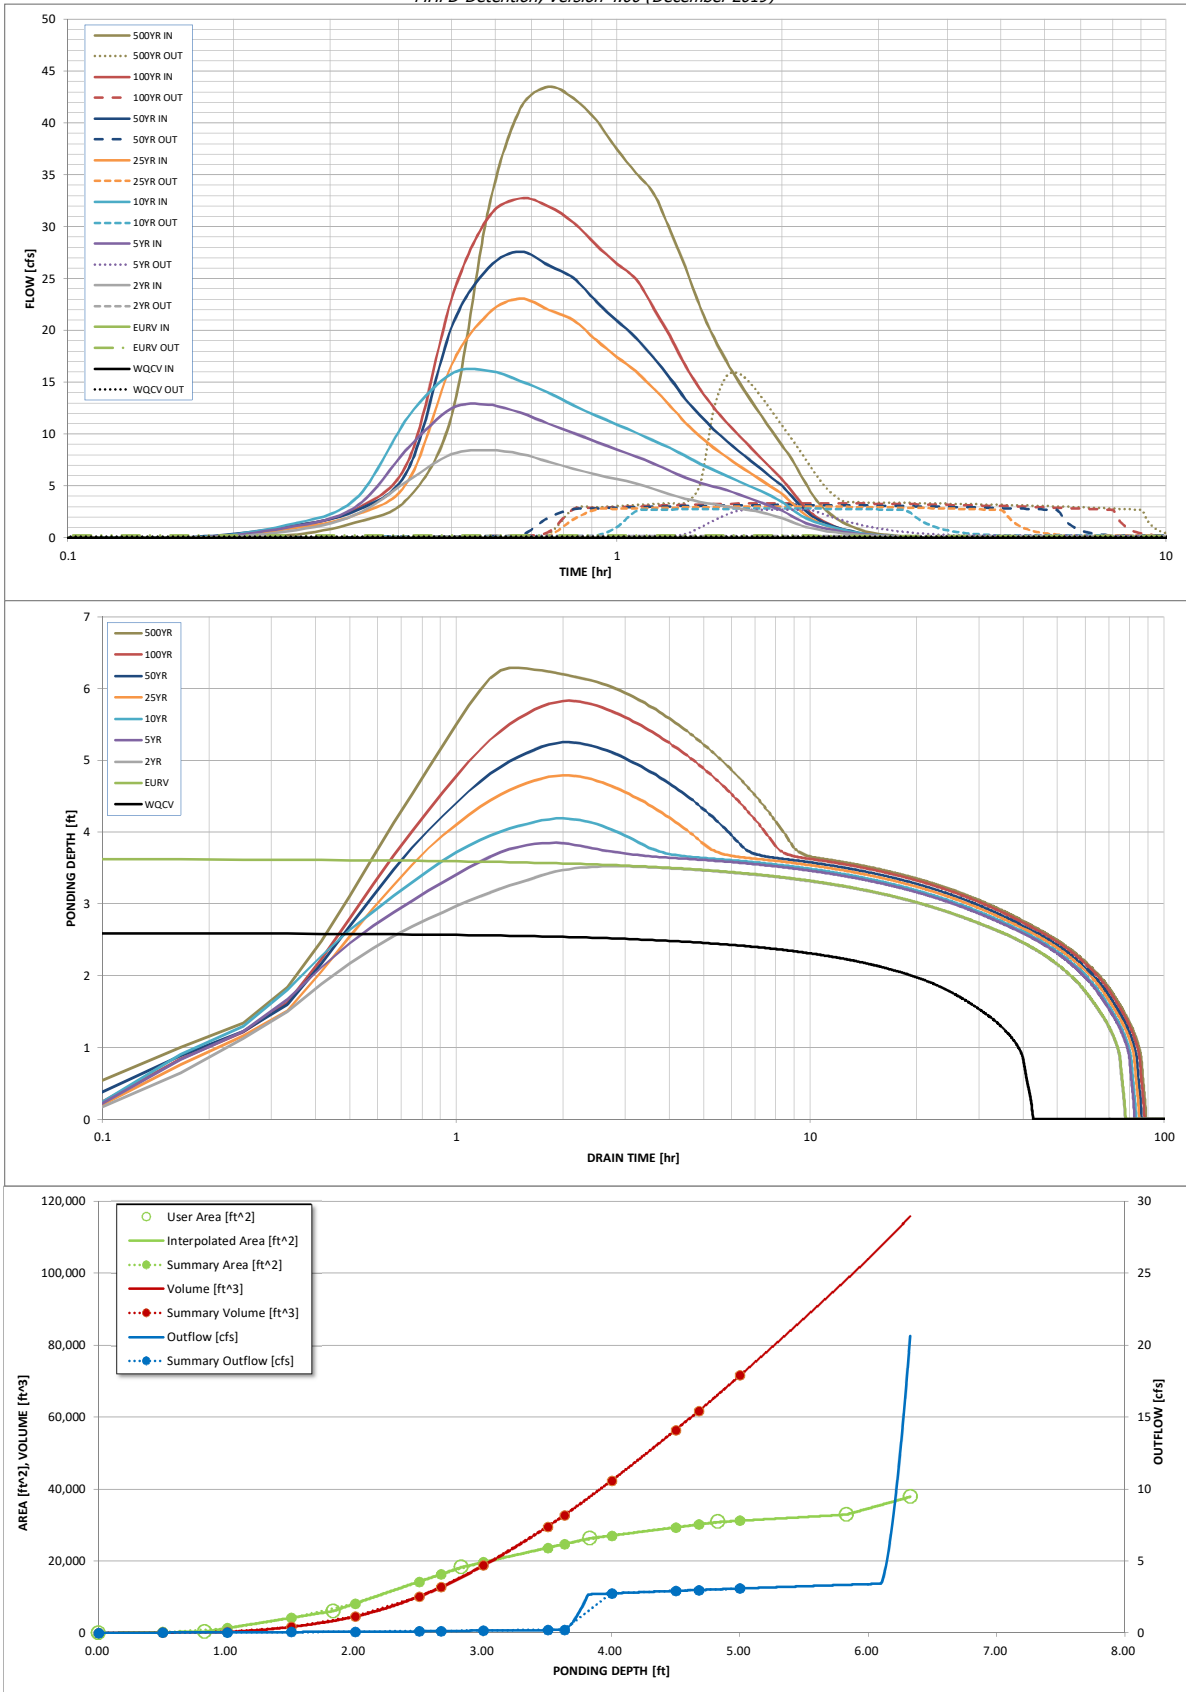 MHFD-Detention, Version 4.00 (December 2019)
50
45
40
35
30
25
20
15
10
5
0
FLOW [cfs]
500YR IN
500YR OUT
100YR IN
100YR OUT
50YR IN
50YR OUT
25YR IN
25YR OUT
10YR IN
10YR OUT
5YR IN
5YR OUT
2YR IN
2YR OUT
EURV IN
EURV OUT
WQCV IN
WQCV OUT
0.1
1
10
TIME [hr]
7
6
5
4
3
2
1
0
PONDING DEPTH [ft]
500YR
100YR
50YR
25YR
10YR
5YR
2YR
EURV
WQCV
0.1
1
10
100
DRAIN TIME [hr]
120,000
100,000
80,000
60,000
40,000
20,000
0
AREA [ft^2], VOLUME [ft^3]
User Area [ft^2]
Interpolated Area [ft^2]
Summary Area [ft^2]
Volume [ft^3]
Summary Volume [ft^3]
Outflow [cfs]
Summary Outflow [cfs]
30
25
20
15
10
5
0
OUTFLOW [cfs]
0.00
1.00
2.00
3.00
4.00
5.00
6.00
7.00
8.00
PONDING DEPTH [ft]